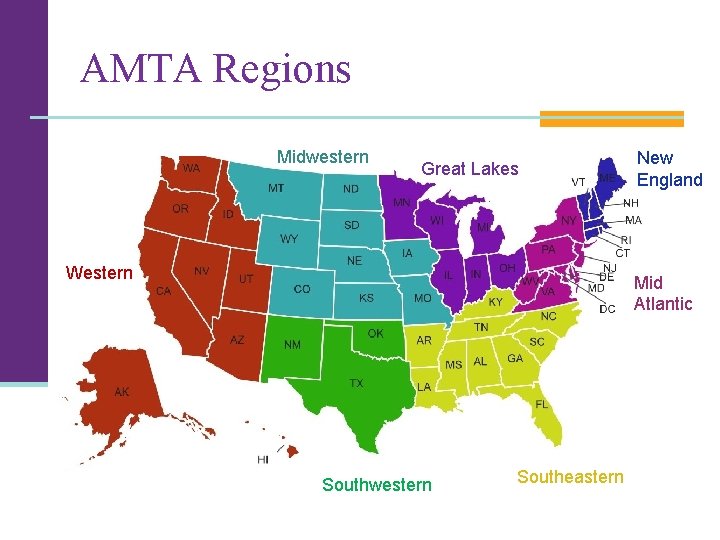 AMTA Regions
Midwestern
Great Lakes
New
England
WA
MT
ND
MN
VT
ME
OR
ID
SD
WI
MI
NY
NH
MA
WY
RI
CT
Western
NV
UT
NE
IA
IL
IN
OH
PA
NJ
DE
CA
CO
KS
MO
KY
WV
VA
MD
DC
Mid
Atlantic
AZ
NM
OK
AR
TN
NC
SC
MS
AL
GA
AK
TX
LA
FL
HI
Southwestern
Southeastern